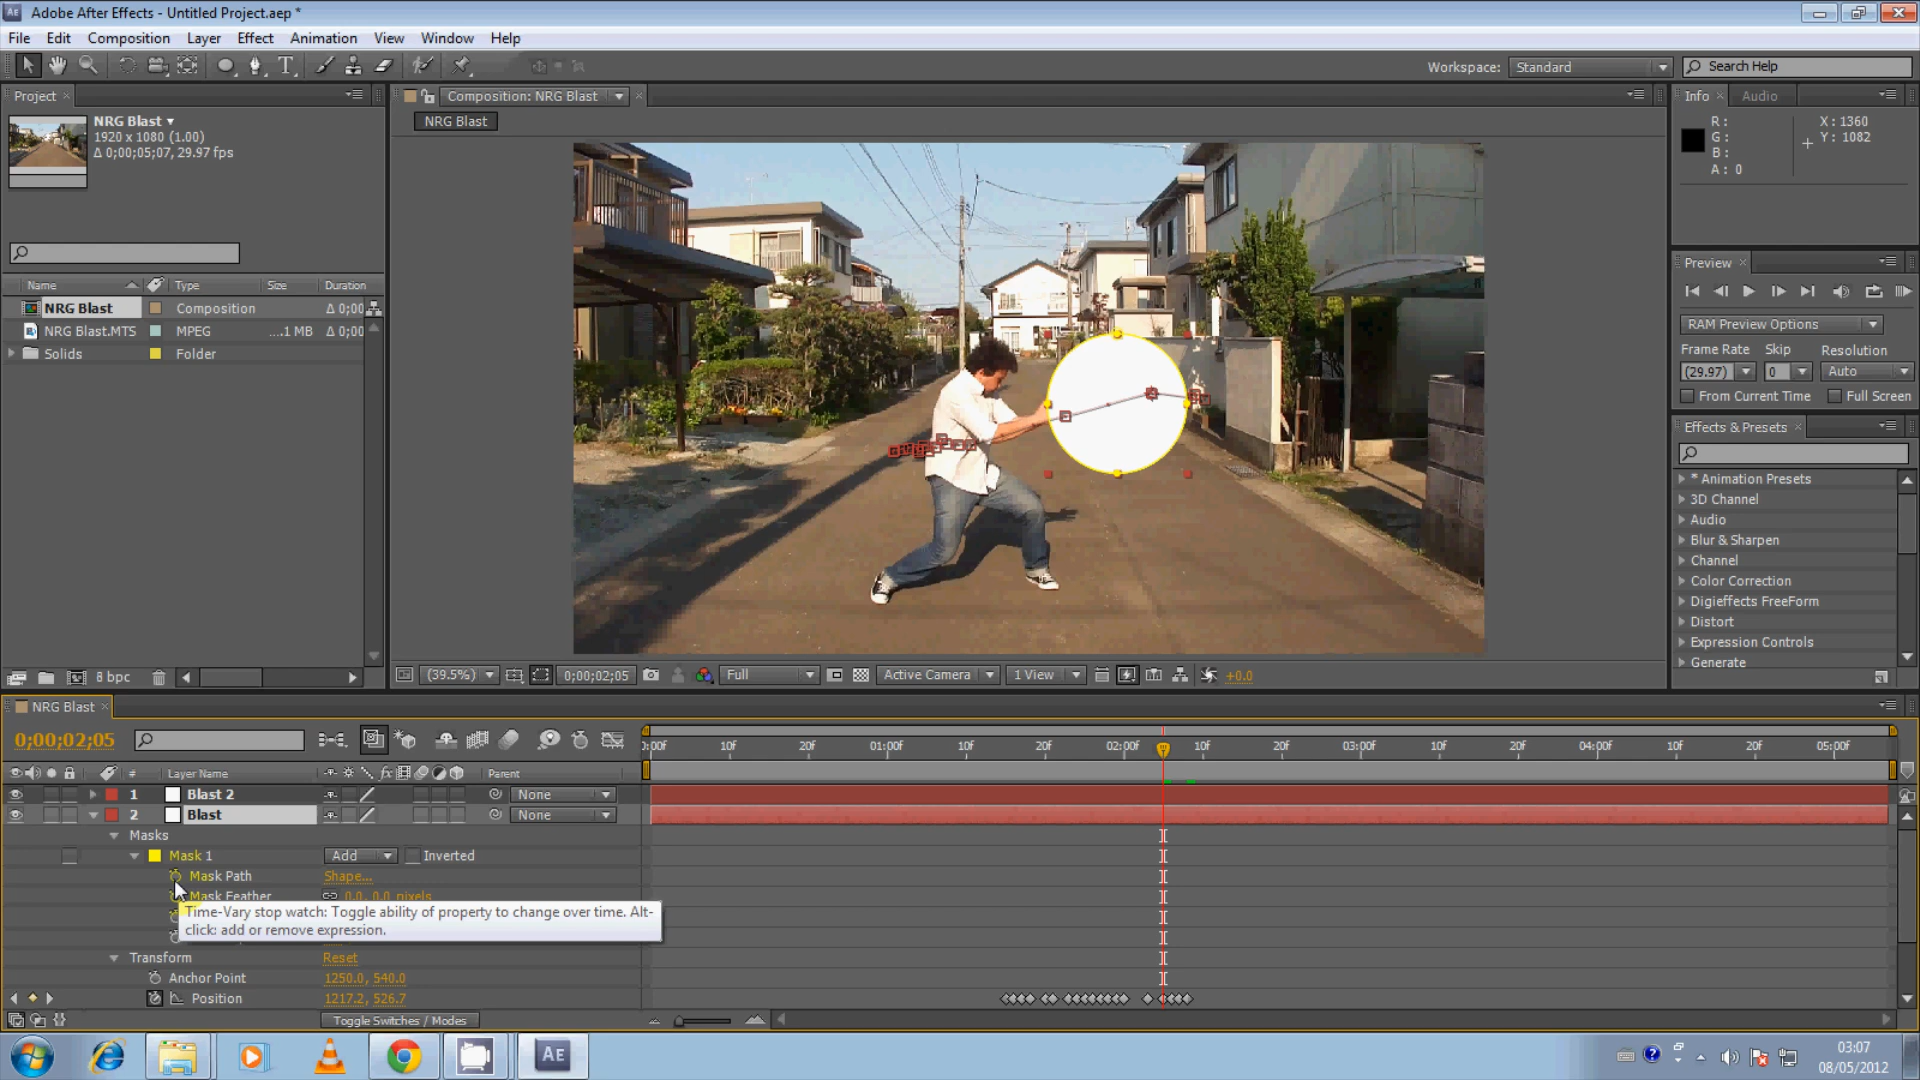 Adobe After Effects - Untitled Project.aep *
File Edit Composition Layer Effect Animation View Window Help
Workspace: Standard Search Help
Project Composition: NRG Blast Info Audio
NRG Blast
NRG Blast
1920 x 1080 (1.00)
Δ 0;00;05;07, 29.97 fps
R: X: 1360
G: Y: 1082
B:
A: 0
Preview
RAM Preview Options
Frame Rate Skip Resolution
(29.97) 0 Auto
From Current Time Full Screen
Effects & Presets
* Animation Presets
3D Channel
Audio
Blur & Sharpen
Channel
Color Correction
Digieffects FreeForm
Distort
Expression Controls
Generate
Name Type Size Duration
NRG Blast Composition Δ 0;00
NRG Blast.MTS MPEG ....1 MB Δ 0;00
Solids Folder
8 bpc
(39.5%) 0;00;02;05 Full Active Camera 1 View +0.0
NRG Blast
0;00;02;05
0:00f 10f 20f 01:00f 10f 20f 02:00f 10f 20f 03:00f 10f 20f 04:00f 10f 20f 05:00f
# Layer Name fx Parent
1 Blast 2 None
2 Blast None
Masks
Mask 1 Add Inverted
Mask Path Shape...
Mask Feather 0.0, 0.0 pixels
Time-Vary stop watch: Toggle ability of property to change over time. Alt-
click: add or remove expression.
Transform Reset
Anchor Point 1250.0, 540.0
Position 1217.2, 526.7
Toggle Switches / Modes
AE
03:07
08/05/2012